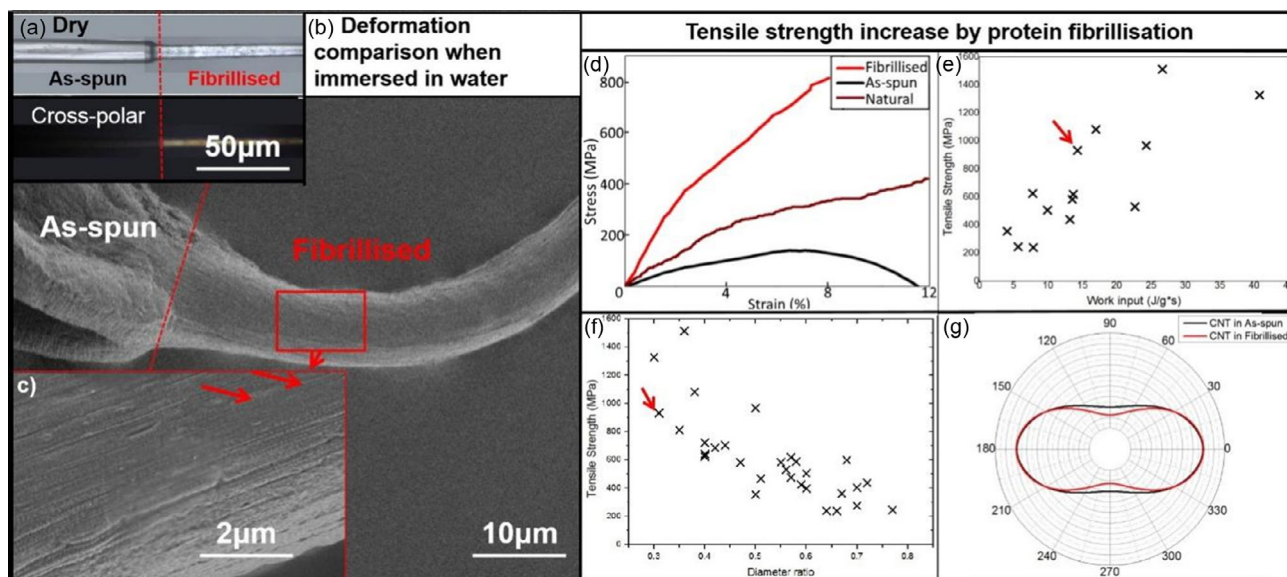 (a) Dry
As-spun Fibrillised
Cross-polar
50μm
(b) Deformation
comparison when
immersed in water
As-spun
Fibrillised
10μm
c)
2μm
Tensile strength increase by protein fibrillisation
(d)
Fibrillised
As-spun
Natural
Stress (MPa)
800
600
400
200
0
0 4 8 12
Strain (%)
(e)
Tensile Strength (MPa)
1600
1400
1200
1000
800
600
400
200
0
0 5 10 15 20 25 30 35 40 45
Work input (J/g*s)
(f)
Tensile Strength (MPa)
1600
1400
1200
1000
800
600
400
200
0
0.3 0.4 0.5 0.6 0.7 0.8
Diameter ratio
(g)
CNT in As-spun
CNT in Fibrillised
90
120 60
150 30
180 0
210 330
240 300
270